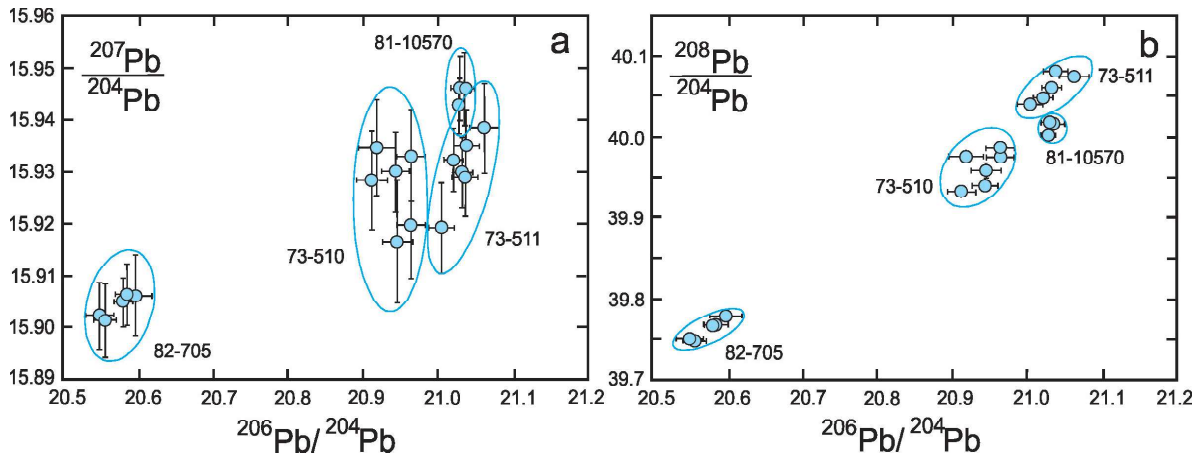 15.96
15.95
15.94
15.93
15.92
15.91
15.90
15.89
²⁰⁷Pb
²⁰⁴Pb
a
81-10570
73-510
73-511
82-705
20.5 20.6 20.7 20.8 20.9 21.0 21.1 21.2
²⁰⁶Pb/ ²⁰⁴Pb
40.1
40.0
39.9
39.8
39.7
²⁰⁸Pb
²⁰⁴Pb
b
73-511
81-10570
73-510
82-705
20.5 20.6 20.7 20.8 20.9 21.0 21.1 21.2
²⁰⁶Pb/ ²⁰⁴Pb